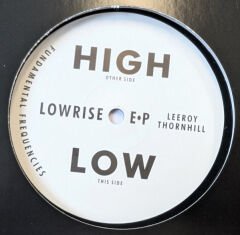 HIGH
OTHER SIDE
FUNDAMENTAL FREQUENCIES
LOWRISE E•P
LEEROY
THORNHILL
LOW
THIS SIDE